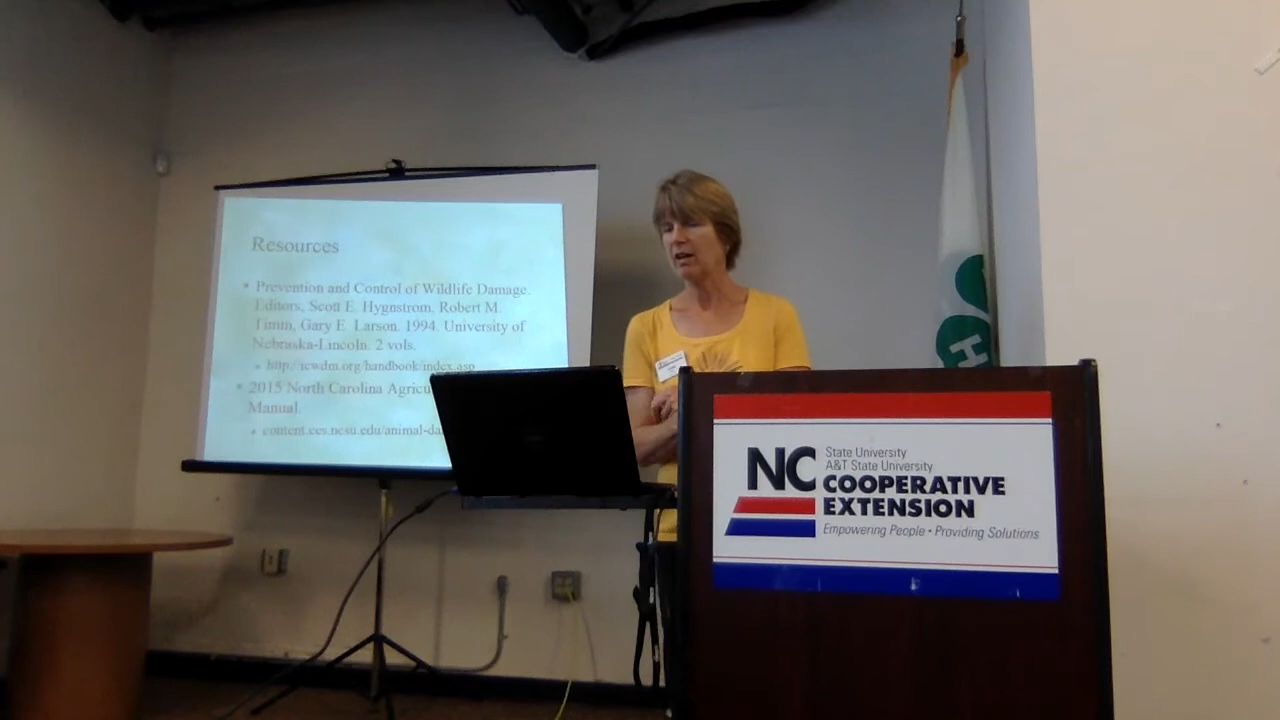 Resources
• Prevention and Control of Wildlife Damage.
Editors, Scott E. Hygnstrom, Robert M.
Timm, Gary E. Larson. 1994. University of
Nebraska-Lincoln. 2 vols.
http://icwdm.org/handbook/index.asp
• 2015 North Carolina
Manual.
content.ces.ncsu.edu/animal-da
H
NC
State University
A&T State University
COOPERATIVE
EXTENSION
Empowering People • Providing Solutions